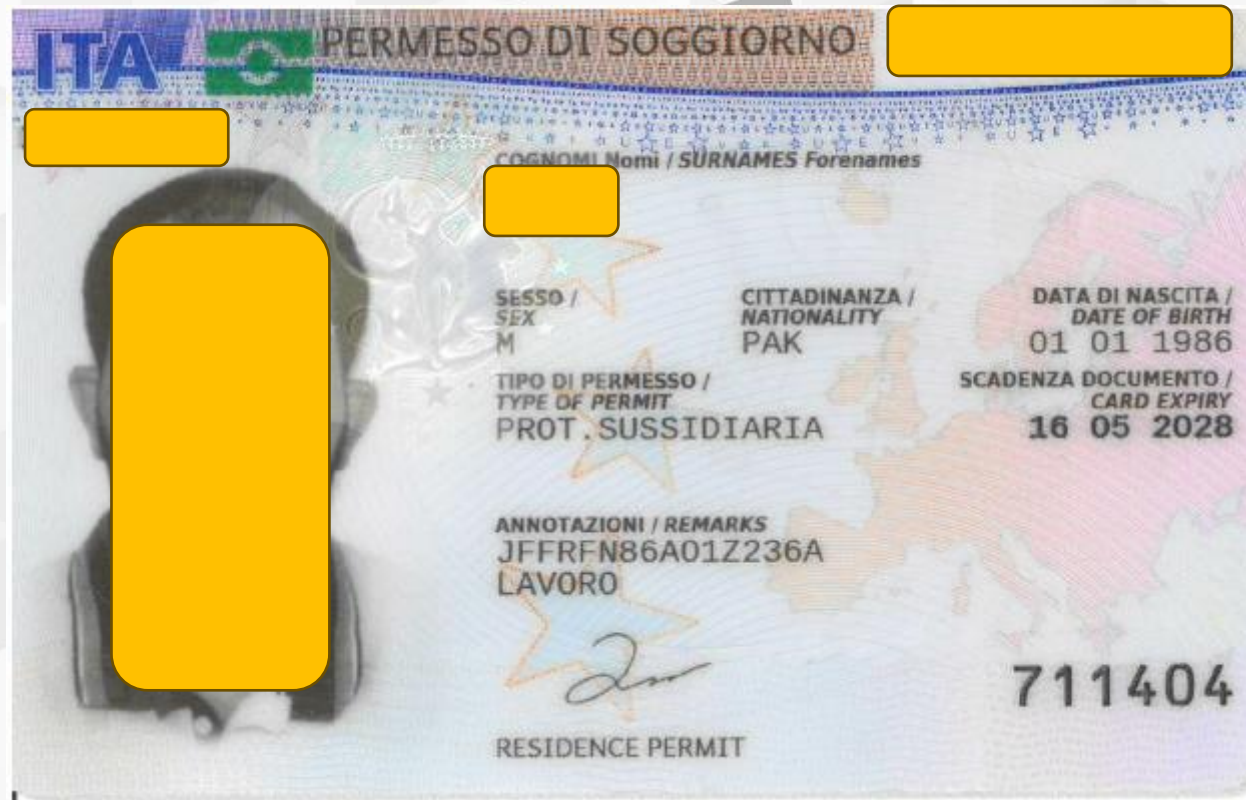 ITA PERMESSO DI SOGGIORNO
COGNOMI Nomi / SURNAMES Forenames
SESSO / SEX
M
CITTADINANZA / NATIONALITY
PAK
DATA DI NASCITA / DATE OF BIRTH
01 01 1986
TIPO DI PERMESSO / TYPE OF PERMIT
PROT.SUSSIDIARIA
SCADENZA DOCUMENTO / CARD EXPIRY
16 05 2028
ANNOTAZIONI / REMARKS
JFFRFN86A01Z236A
LAVORO
711404
RESIDENCE PERMIT